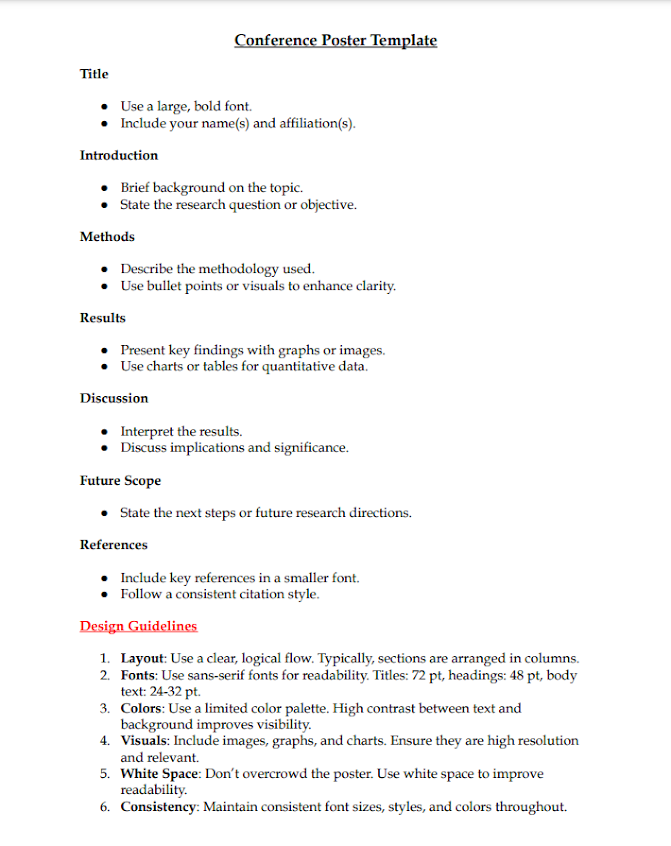 Conference Poster Template
Title
● Use a large, bold font.
● Include your name(s) and affiliation(s).
Introduction
● Brief background on the topic.
● State the research question or objective.
Methods
● Describe the methodology used.
● Use bullet points or visuals to enhance clarity.
Results
● Present key findings with graphs or images.
● Use charts or tables for quantitative data.
Discussion
● Interpret the results.
● Discuss implications and significance.
Future Scope
● State the next steps or future research directions.
References
● Include key references in a smaller font.
● Follow a consistent citation style.
Design Guidelines
1. Layout: Use a clear, logical flow. Typically, sections are arranged in columns.
2. Fonts: Use sans-serif fonts for readability. Titles: 72 pt, headings: 48 pt, body
text: 24-32 pt.
3. Colors: Use a limited color palette. High contrast between text and
background improves visibility.
4. Visuals: Include images, graphs, and charts. Ensure they are high resolution
and relevant.
5. White Space: Don't overcrowd the poster. Use white space to improve
readability.
6. Consistency: Maintain consistent font sizes, styles, and colors throughout.